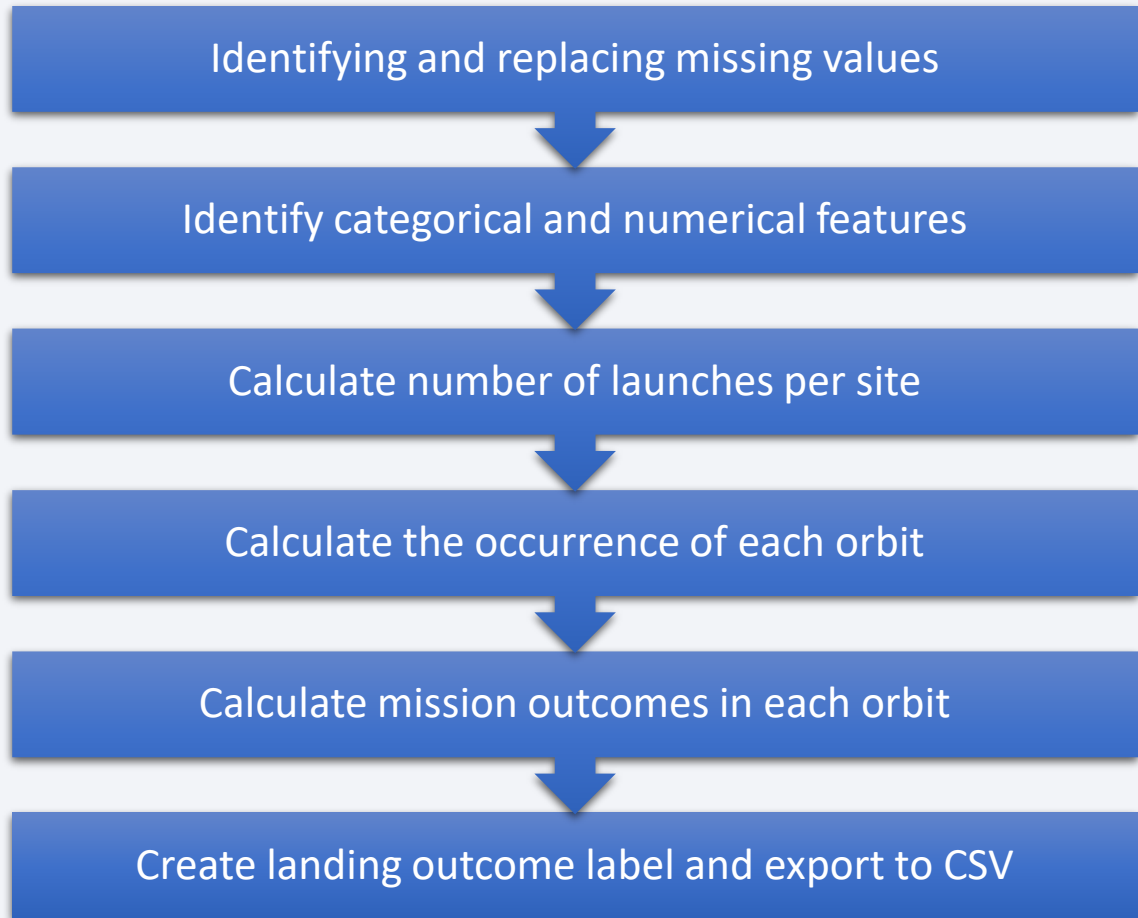 Identifying and replacing missing values
Identify categorical and numerical features
Calculate number of launches per site
Calculate the occurrence of each orbit
Calculate mission outcomes in each orbit
Create landing outcome label and export to CSV